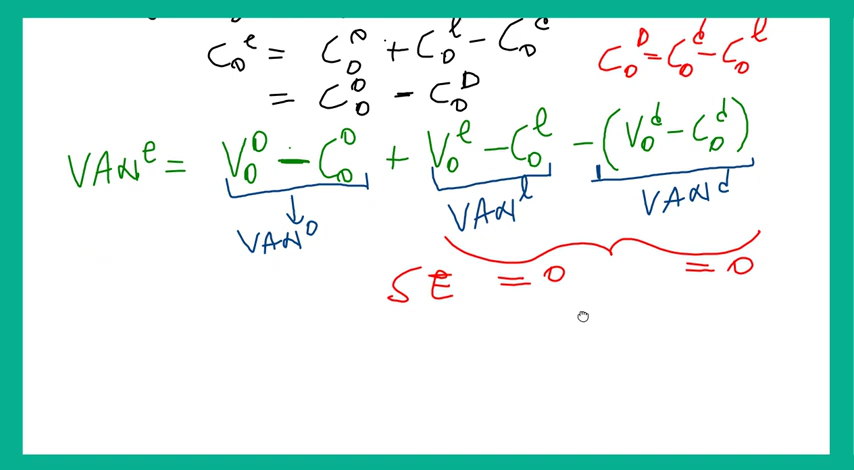 C₀ᵉ = C₀⁰ + C₀ˡ − C₀ᵈ
C₀ᴰ = C₀ᵈ − C₀ˡ
= C₀⁰ − C₀ᴰ
VANᵉ = V₀⁰ − C₀⁰ + V₀ˡ − C₀ˡ − (V₀ᵈ − C₀ᵈ)
VAN⁰ VANˡ VANᵈ
SE = 0 = 0